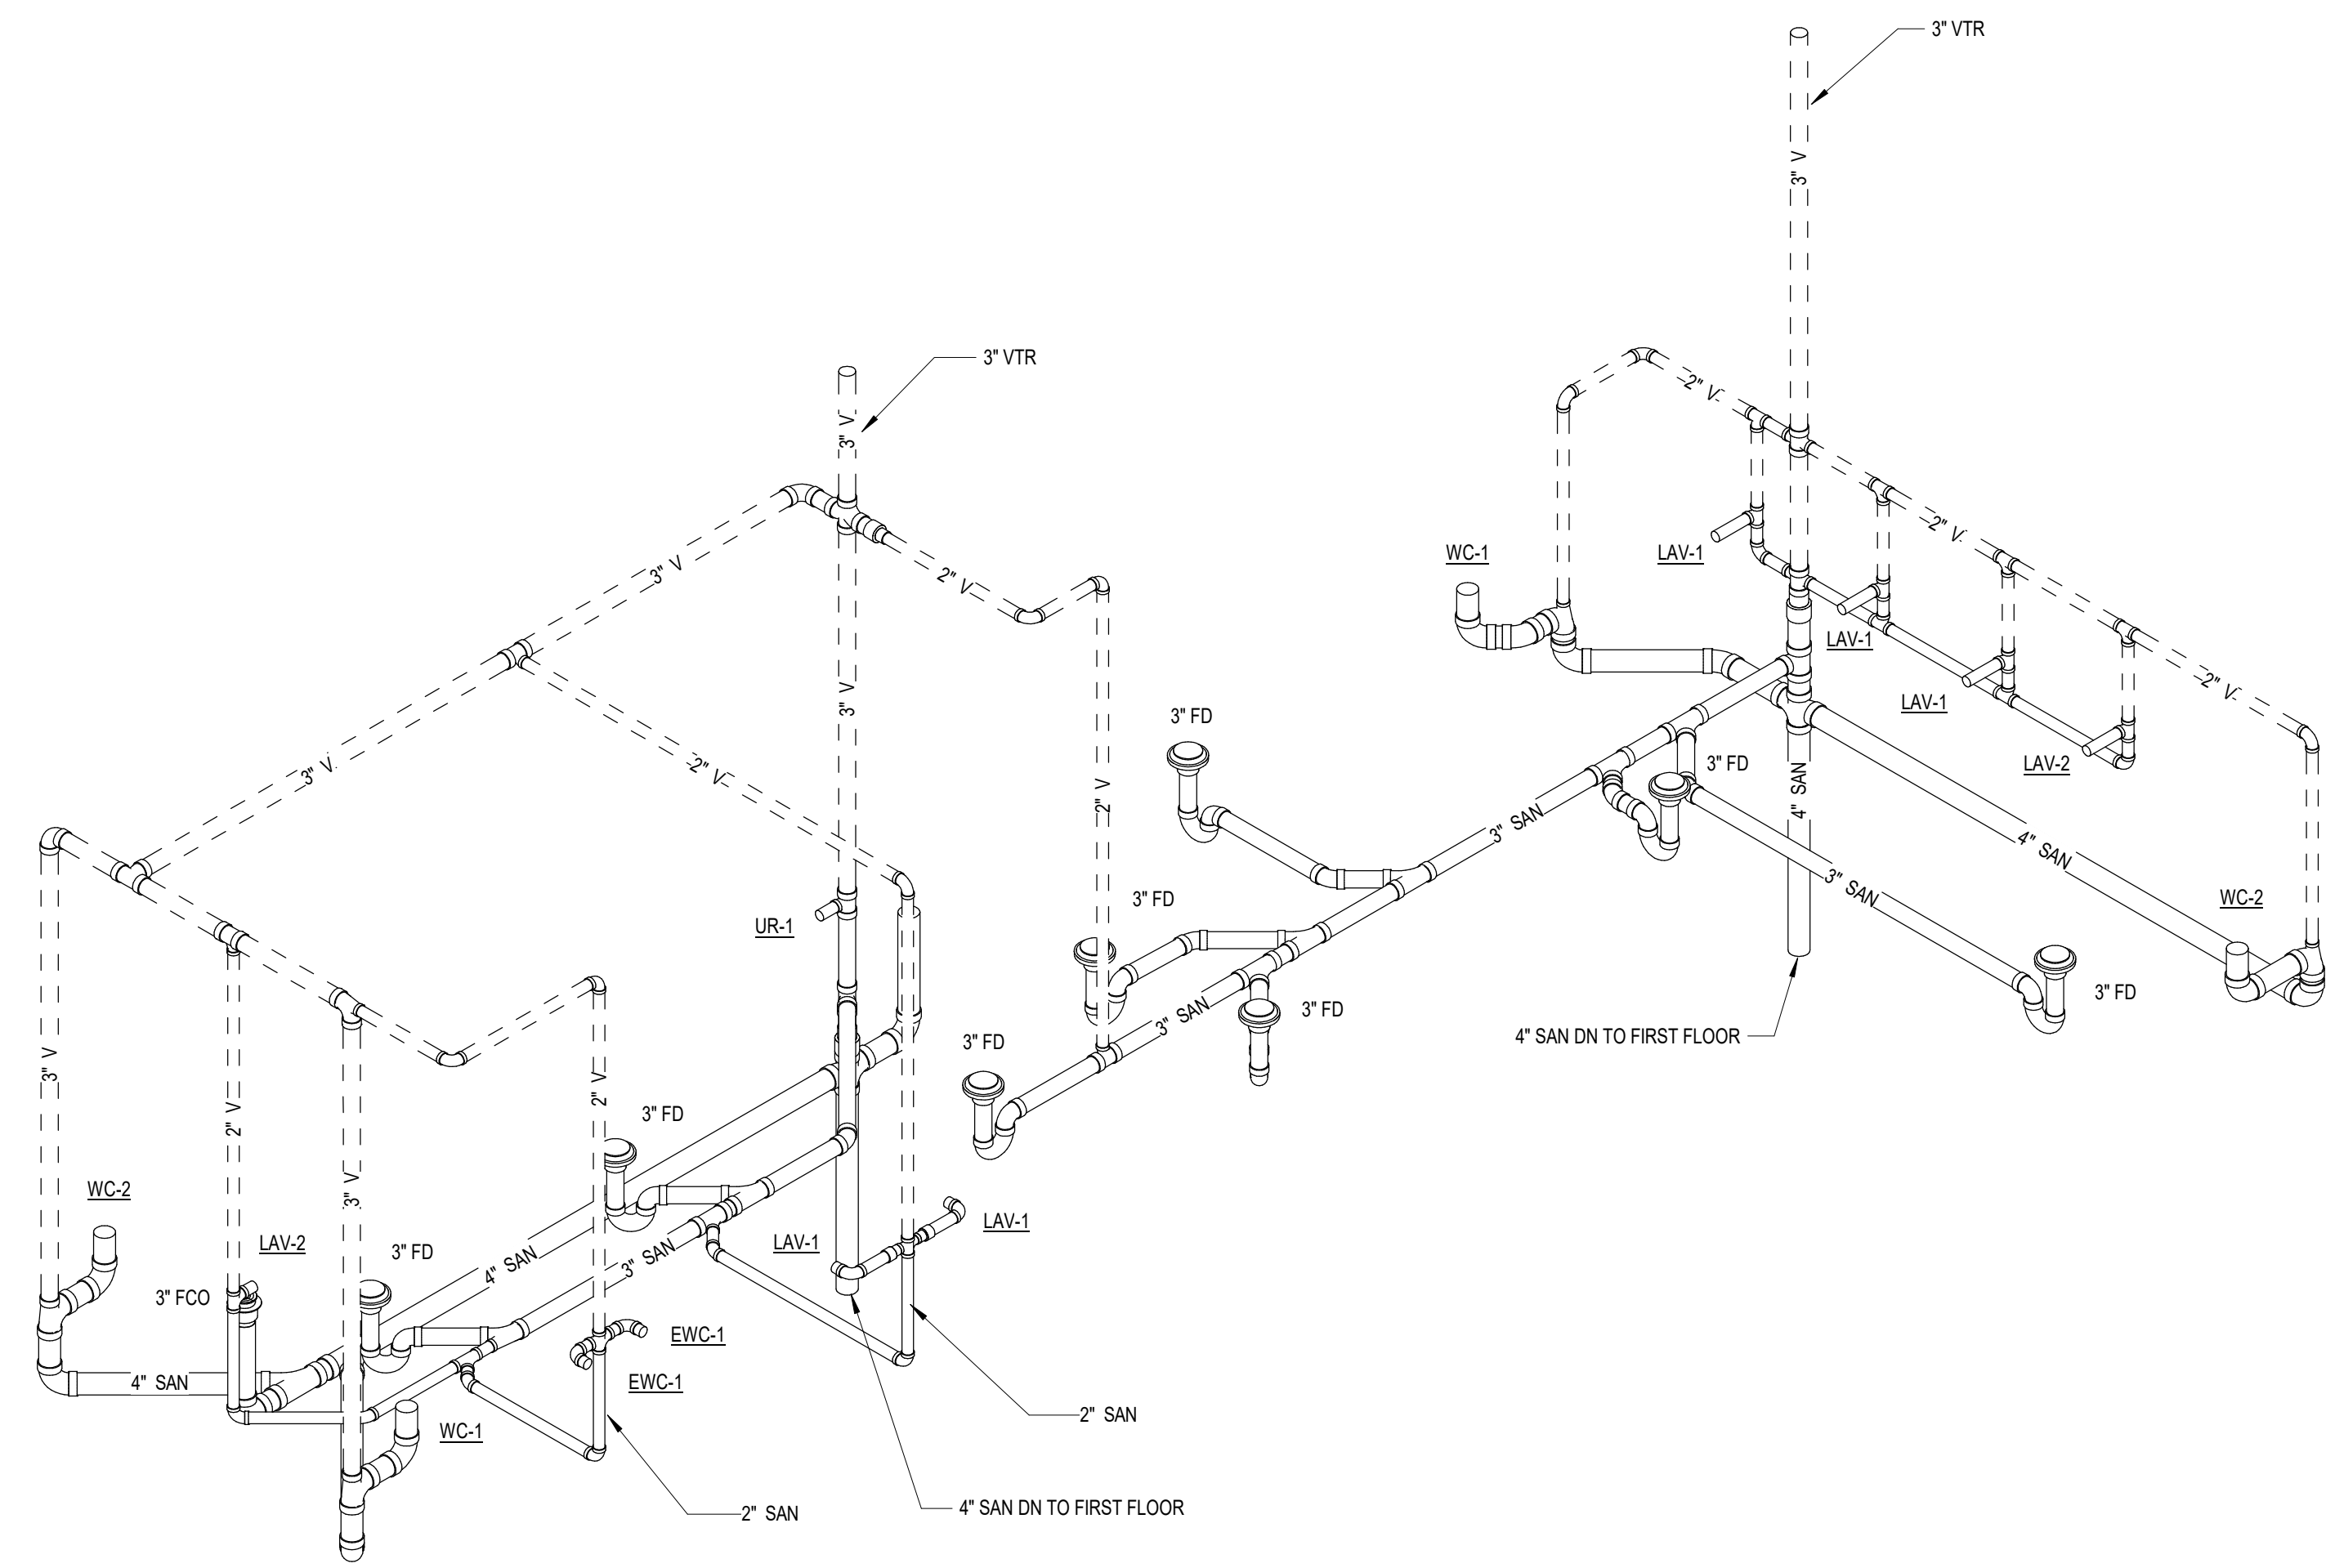 3" VTR
3" V
3" VTR
3" V
2" V
2" V
WC-1
LAV-1
3" V
2" V
LAV-1
2" V
3" V
LAV-1
3" FD
3" V
2" V
2" V
3" FD
LAV-2
4" SAN
3" SAN
4" SAN
3" SAN
WC-2
3" FD
UR-1
3" FD
3" FD
3" SAN
4" SAN DN TO FIRST FLOOR
3" FD
3" V
2" V
2" V
3" FD
3" V
WC-2
LAV-2
3" FD
4" SAN
3" SAN
LAV-1
LAV-1
3" FCO
EWC-1
4" SAN
EWC-1
WC-1
2" SAN
2" SAN
4" SAN DN TO FIRST FLOOR